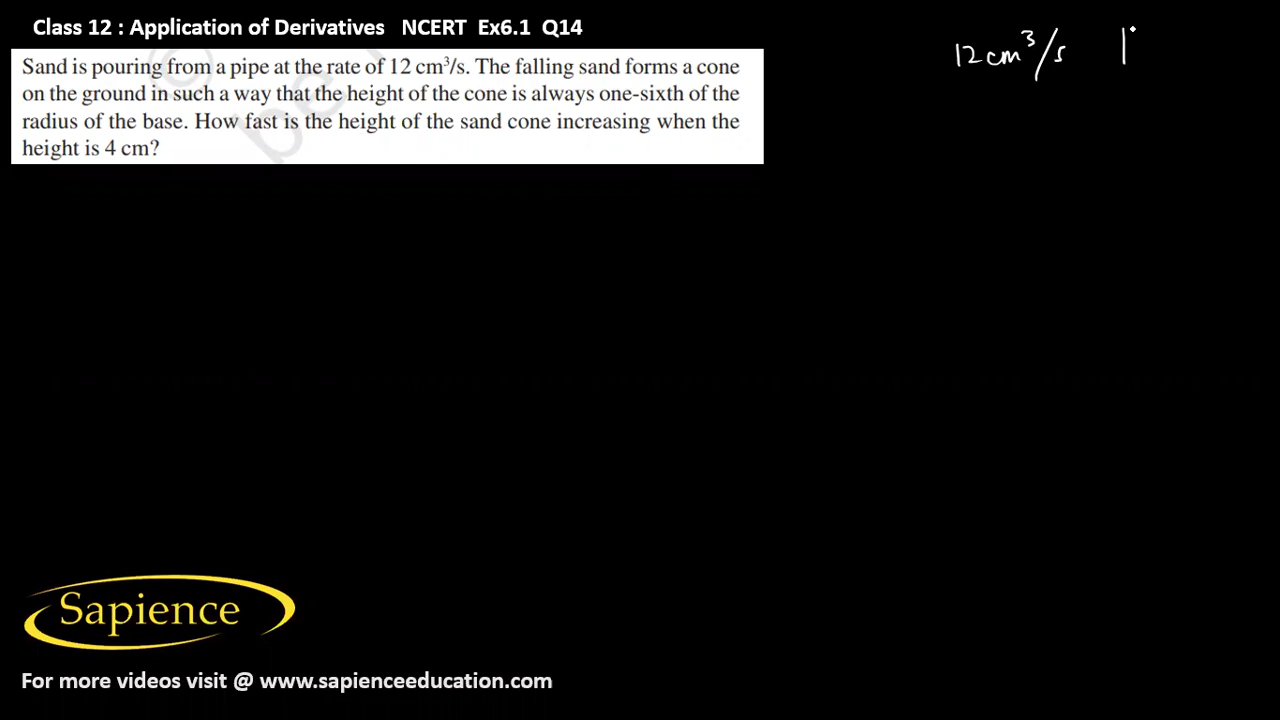 Class 12 : Application of Derivatives NCERT Ex6.1 Q14
12 cm³/s
Sand is pouring from a pipe at the rate of 12 cm³/s. The falling sand forms a cone
on the ground in such a way that the height of the cone is always one-sixth of the
radius of the base. How fast is the height of the sand cone increasing when the
height is 4 cm?
Sapience
For more videos visit @ www.sapienceeducation.com